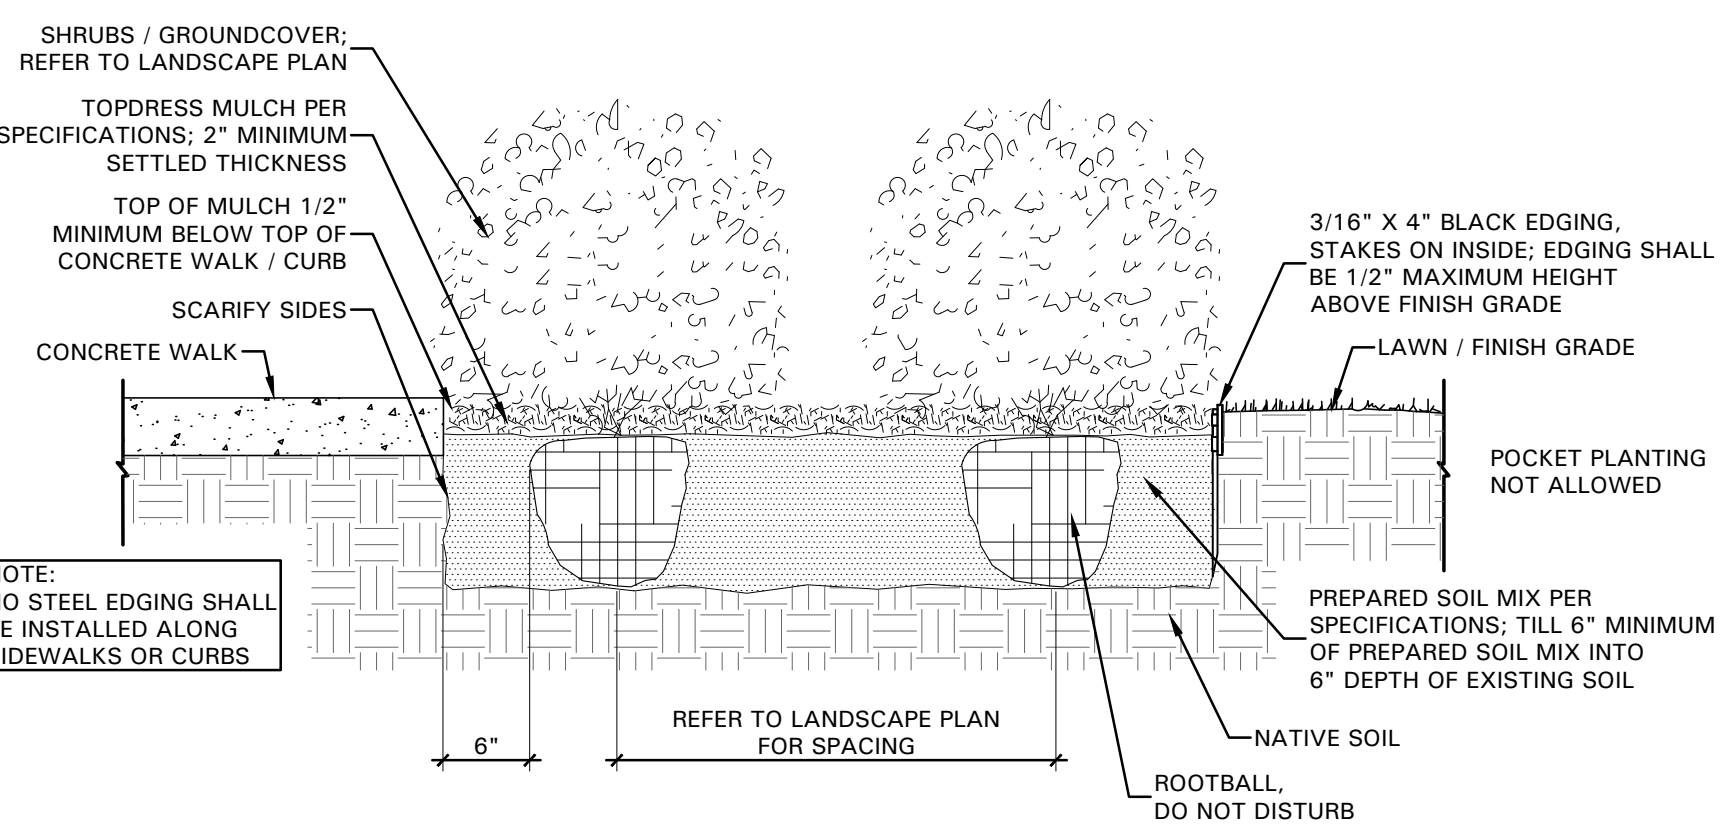 SHRUBS / GROUNDCOVER;
REFER TO LANDSCAPE PLAN
TOPDRESS MULCH PER
SPECIFICATIONS; 2" MINIMUM
SETTLED THICKNESS
TOP OF MULCH 1/2"
MINIMUM BELOW TOP OF
CONCRETE WALK / CURB
SCARIFY SIDES
CONCRETE WALK
OTE:
O STEEL EDGING SHALL
E INSTALLED ALONG
IDEWALKS OR CURBS
6"
REFER TO LANDSCAPE PLAN
FOR SPACING
3/16" X 4" BLACK EDGING,
STAKES ON INSIDE; EDGING SHALL
BE 1/2" MAXIMUM HEIGHT
ABOVE FINISH GRADE
LAWN / FINISH GRADE
POCKET PLANTING
NOT ALLOWED
PREPARED SOIL MIX PER
SPECIFICATIONS; TILL 6" MINIMUM
OF PREPARED SOIL MIX INTO
6" DEPTH OF EXISTING SOIL
NATIVE SOIL
ROOTBALL,
DO NOT DISTURB